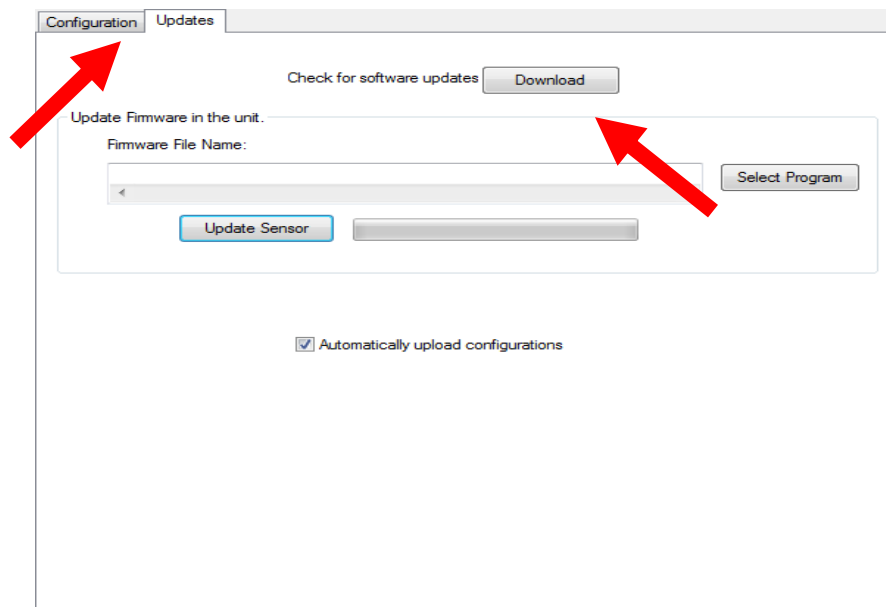 Configuration Updates
Check for software updates Download
Update Firmware in the unit.
Firmware File Name:
Select Program
Update Sensor
Automatically upload configurations